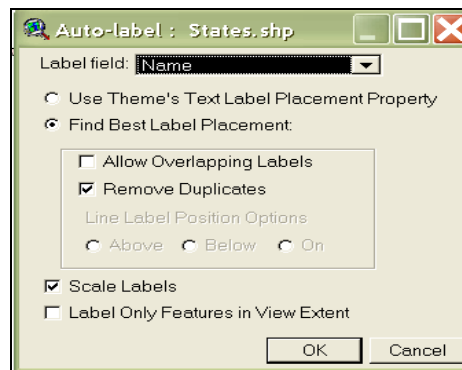 Auto-label : States.shp
Label field: Name
Use Theme's Text Label Placement Property
Find Best Label Placement:
Allow Overlapping Labels
Remove Duplicates
Line Label Position Options
Above Below On
Scale Labels
Label Only Features in View Extent
OK Cancel